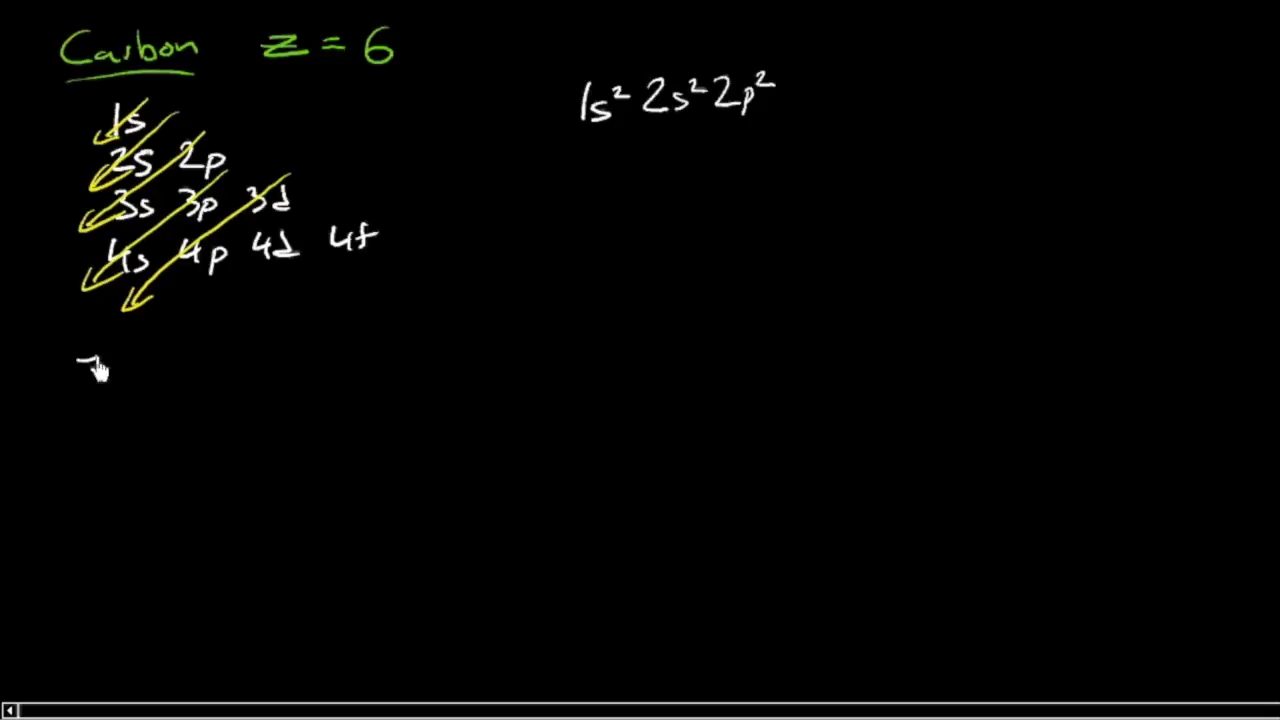 Carbon Z = 6
1s² 2s² 2p²
1s
2s 2p
3s 3p 3d
4s 4p 4d 4f